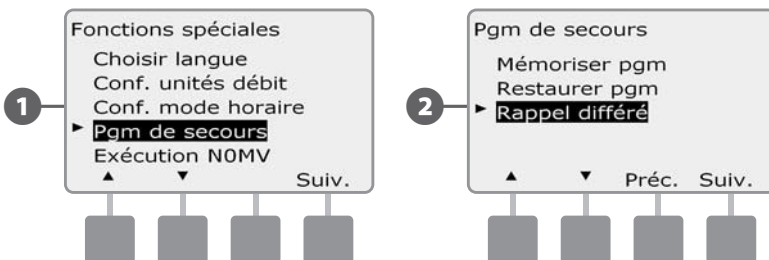 1
Fonctions spéciales
Choisir langue
Conf. unités débit
Conf. mode horaire
► Pgm de secours
Exécution N0MV
▲ ▼ Suiv.
2
Pgm de secours
Mémoriser pgm
Restaurer pgm
► Rappel différé
▲ ▼ Préc. Suiv.